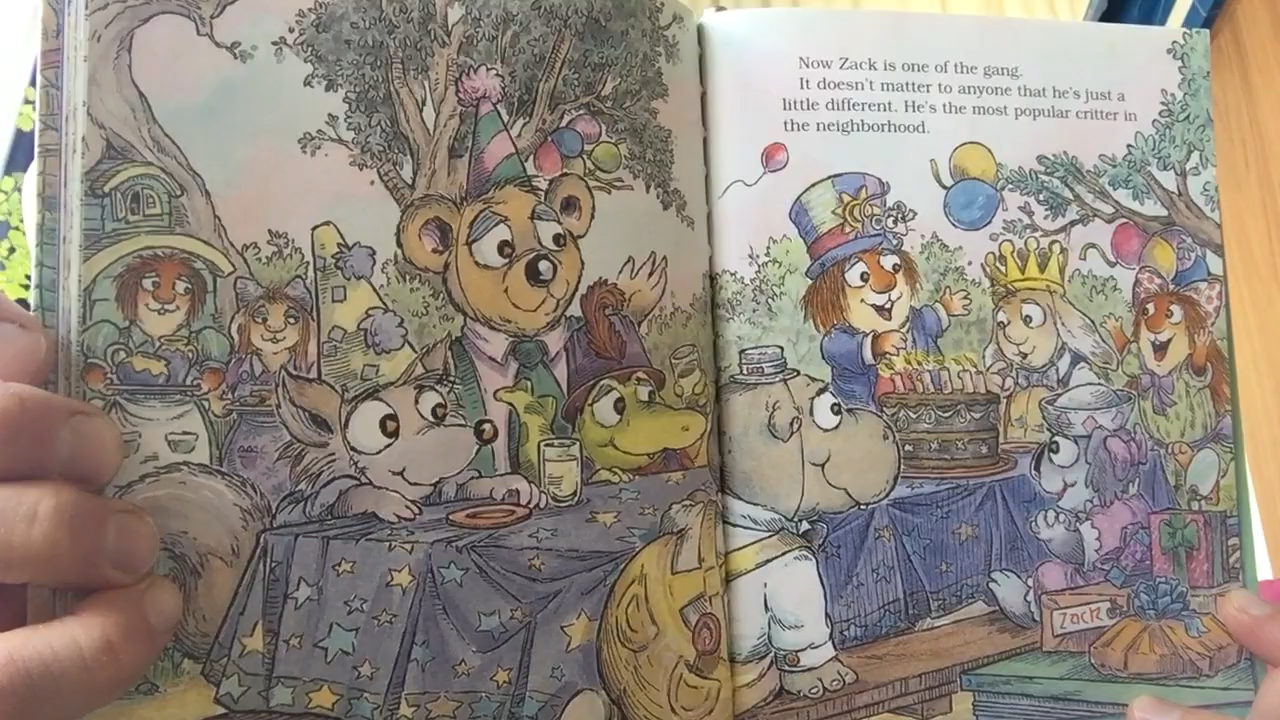 Now Zack is one of the gang.
It doesn't matter to anyone that he's just a
little different. He's the most popular critter in
the neighborhood.
Zack